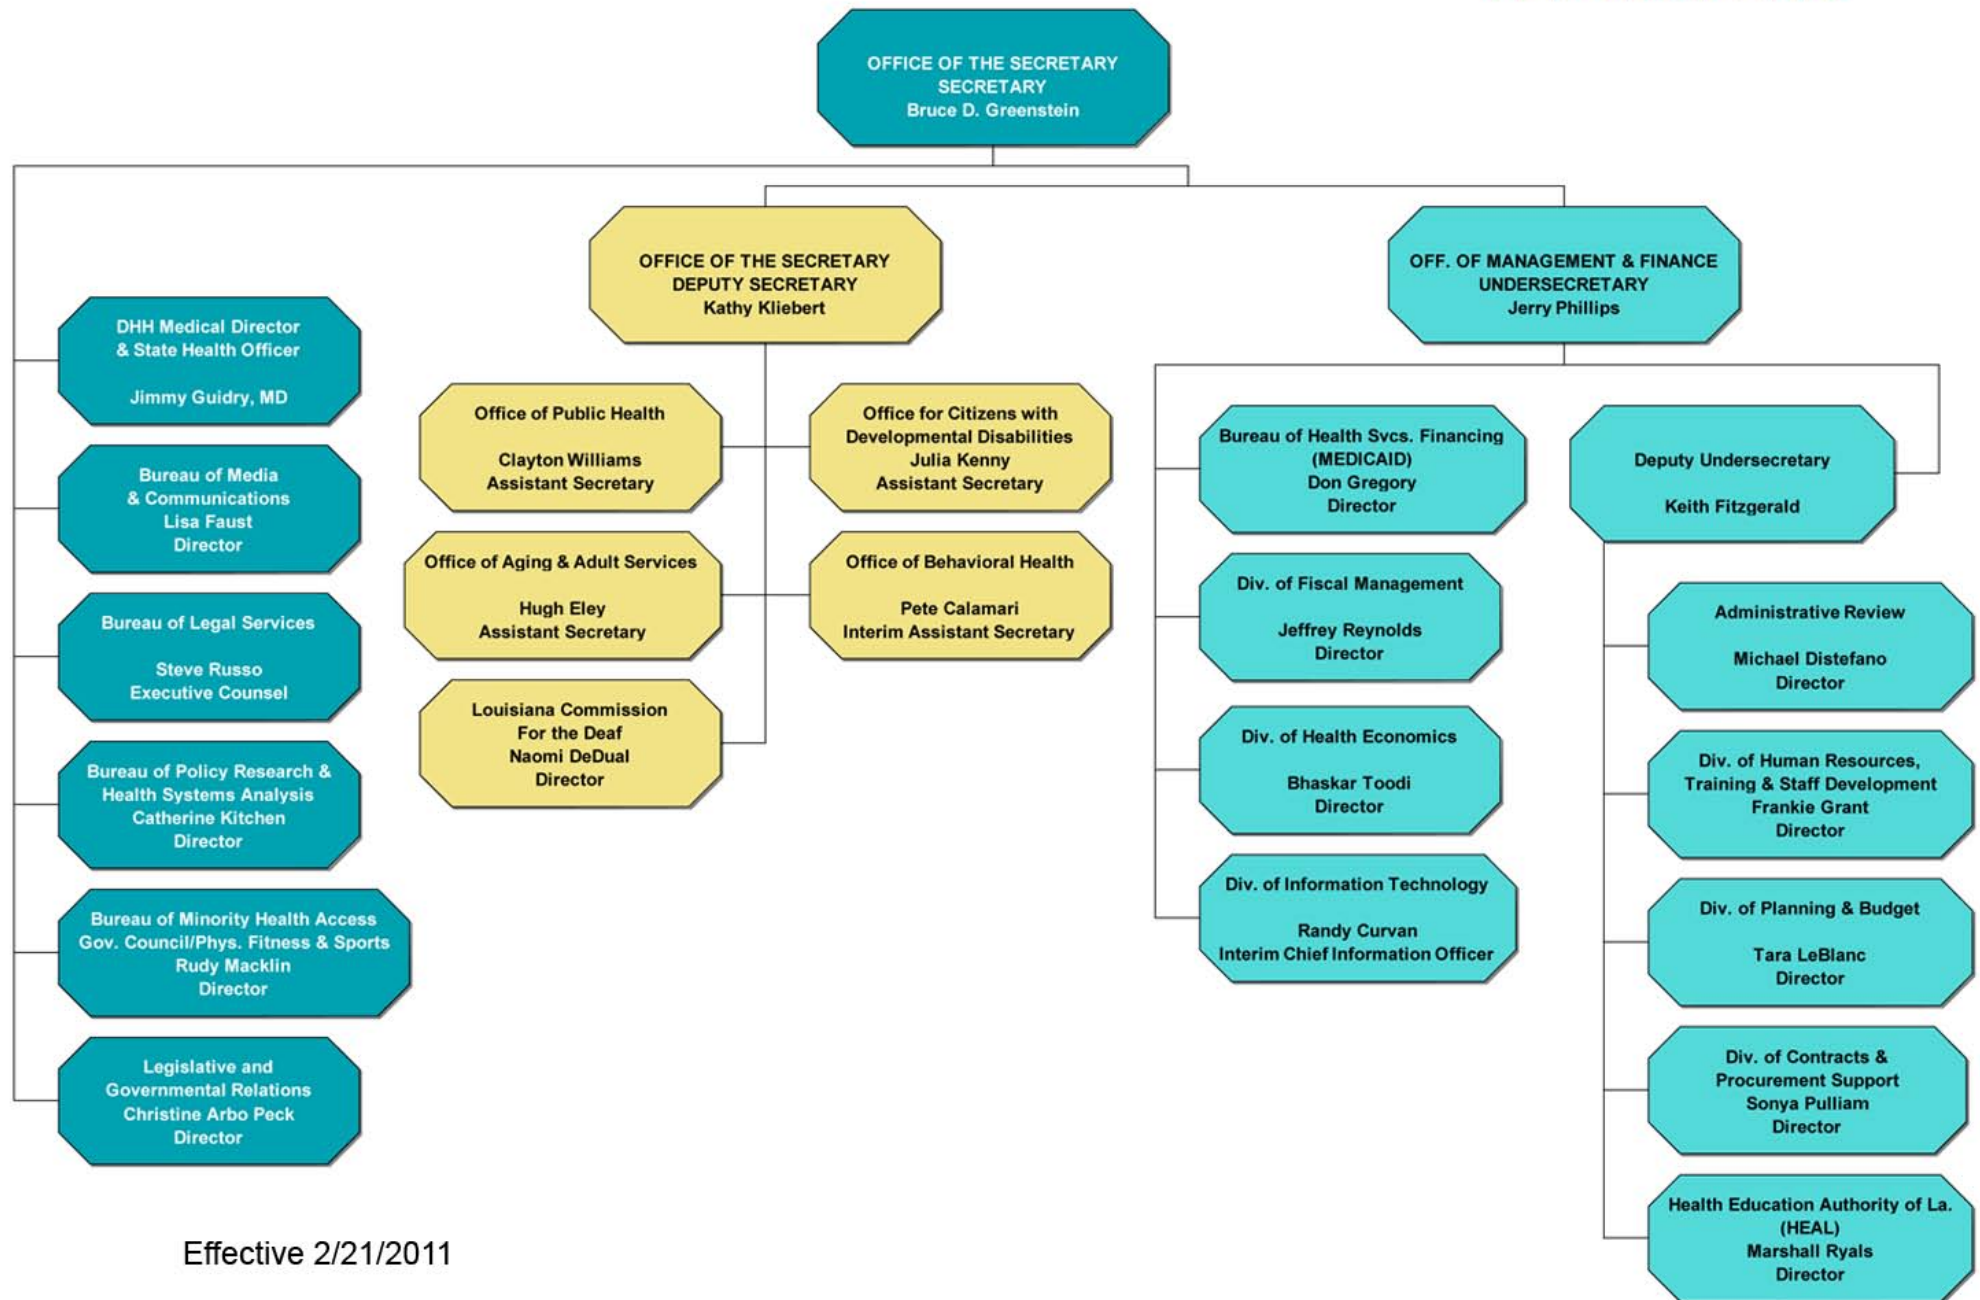 OFFICE OF THE SECRETARY
SECRETARY
Bruce D. Greenstein
OFFICE OF THE SECRETARY
DEPUTY SECRETARY
Kathy Kliebert
OFF. OF MANAGEMENT & FINANCE
UNDERSECRETARY
Jerry Phillips
DHH Medical Director
& State Health Officer
Jimmy Guidry, MD
Bureau of Media
& Communications
Lisa Faust
Director
Bureau of Legal Services
Steve Russo
Executive Counsel
Bureau of Policy Research &
Health Systems Analysis
Catherine Kitchen
Director
Bureau of Minority Health Access
Gov. Council/Phys. Fitness & Sports
Rudy Macklin
Director
Legislative and
Governmental Relations
Christine Arbo Peck
Director
Office of Public Health
Clayton Williams
Assistant Secretary
Office for Citizens with
Developmental Disabilities
Julia Kenny
Assistant Secretary
Office of Aging & Adult Services
Hugh Eley
Assistant Secretary
Office of Behavioral Health
Pete Calamari
Interim Assistant Secretary
Louisiana Commission
For the Deaf
Naomi DeDual
Director
Bureau of Health Svcs. Financing
(MEDICAID)
Don Gregory
Director
Div. of Fiscal Management
Jeffrey Reynolds
Director
Div. of Health Economics
Bhaskar Toodi
Director
Div. of Information Technology
Randy Curvan
Interim Chief Information Officer
Deputy Undersecretary
Keith Fitzgerald
Administrative Review
Michael Distefano
Director
Div. of Human Resources,
Training & Staff Development
Frankie Grant
Director
Div. of Planning & Budget
Tara LeBlanc
Director
Div. of Contracts &
Procurement Support
Sonya Pulliam
Director
Health Education Authority of La.
(HEAL)
Marshall Ryals
Director
Effective 2/21/2011